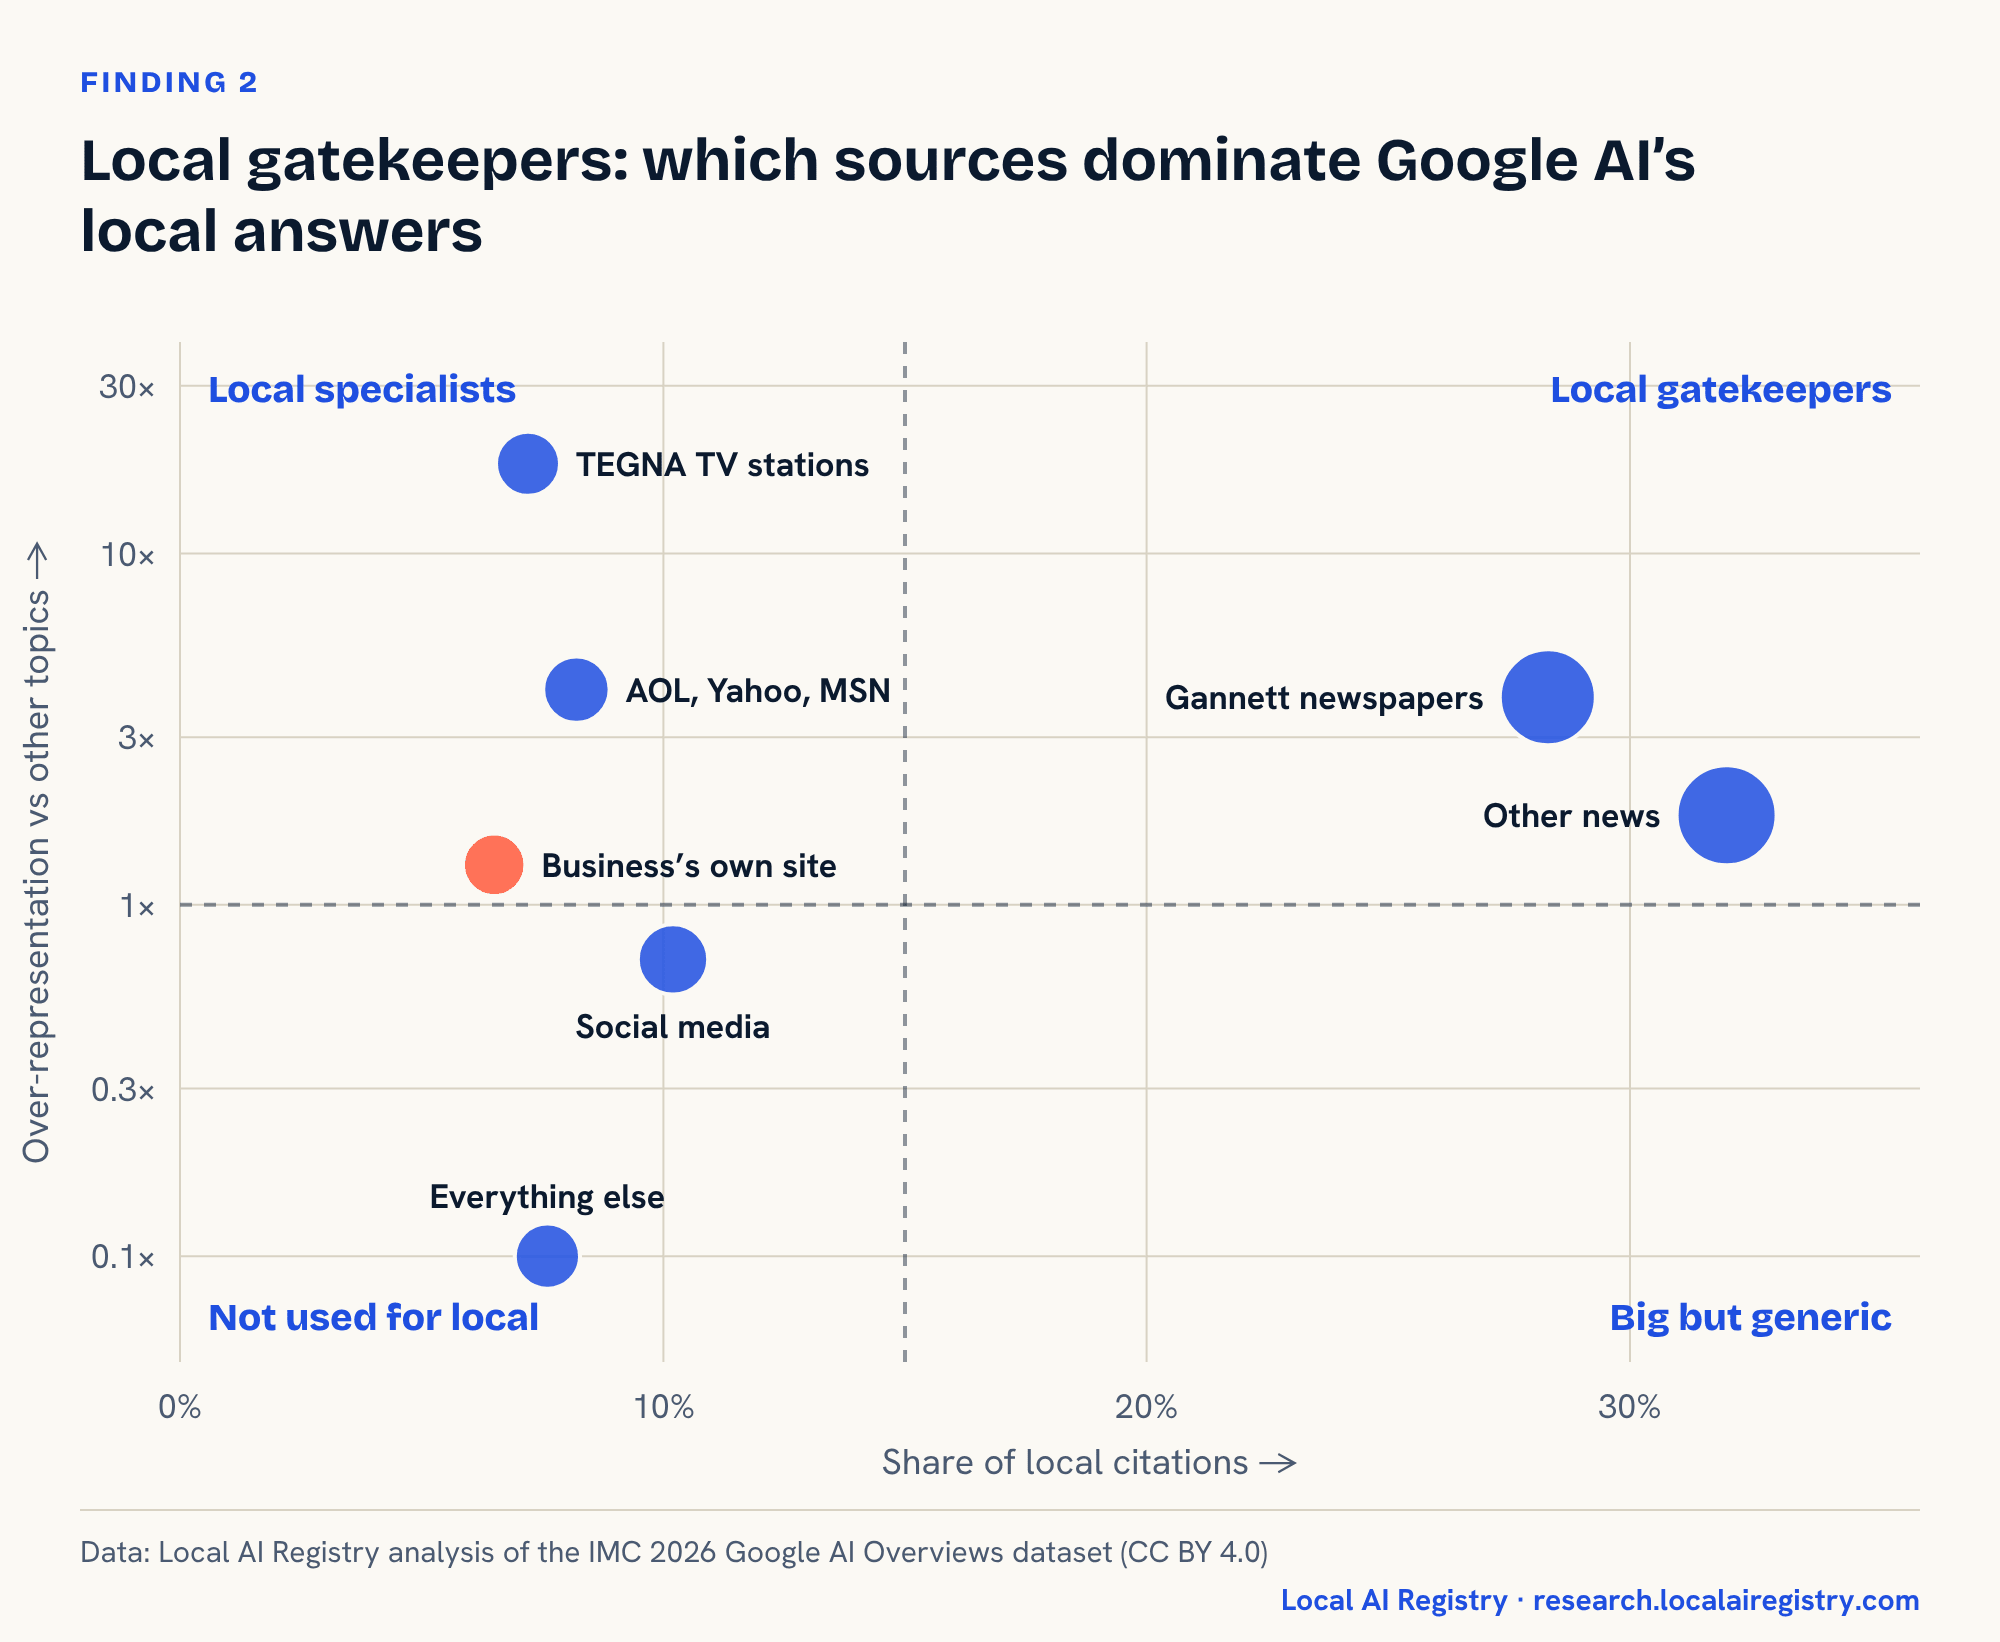 FINDING 2
Local gatekeepers: which sources dominate Google AI’s
local answers
Over-representation vs other topics →
30×
10×
3×
1×
0.3×
0.1×
Local specialists
Local gatekeepers
TEGNA TV stations
AOL, Yahoo, MSN
Gannett newspapers
Other news
Business’s own site
Social media
Everything else
Not used for local
Big but generic
0%
10%
20%
30%
Share of local citations →
Data: Local AI Registry analysis of the IMC 2026 Google AI Overviews dataset (CC BY 4.0)
Local AI Registry · research.localairegistry.com